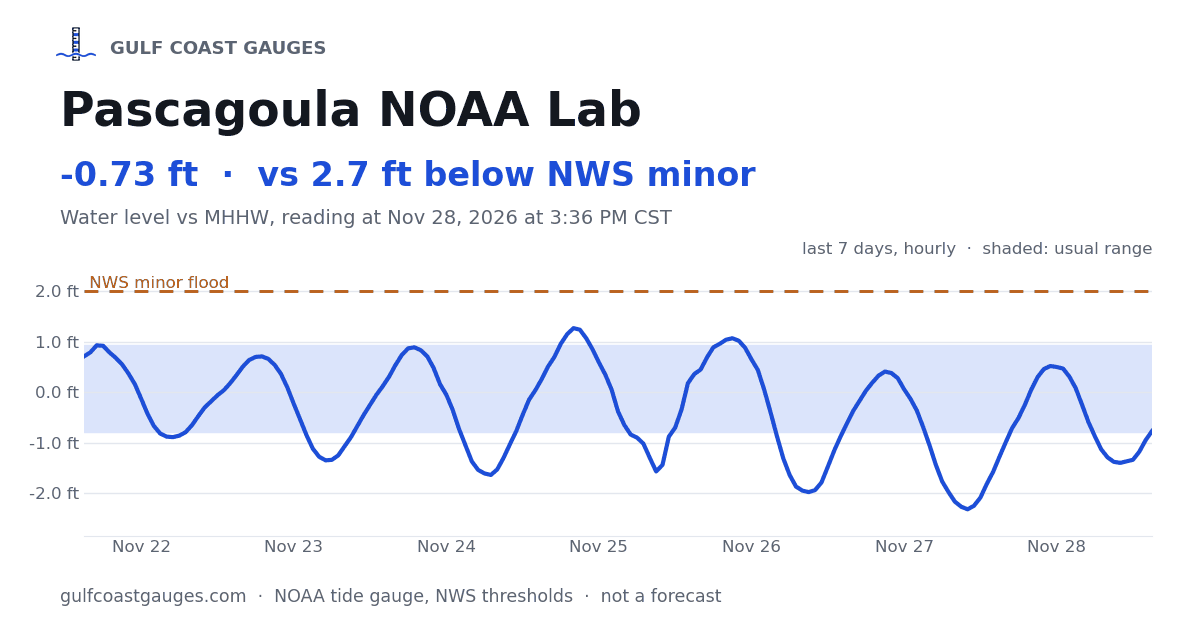 GULF COAST GAUGES
Pascagoula NOAA Lab
-0.73 ft · vs 2.7 ft below NWS minor
Water level vs MHHW, reading at Nov 28, 2026 at 3:36 PM CST
last 7 days, hourly · shaded: usual range
NWS minor flood
2.0 ft
1.0 ft
0.0 ft
-1.0 ft
-2.0 ft
Nov 22 Nov 23 Nov 24 Nov 25 Nov 26 Nov 27 Nov 28
gulfcoastgauges.com · NOAA tide gauge, NWS thresholds · not a forecast